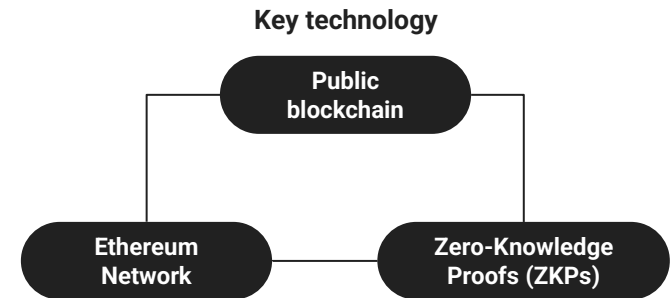 Key technology
Public
blockchain
Ethereum
Network
Zero-Knowledge
Proofs (ZKPs)